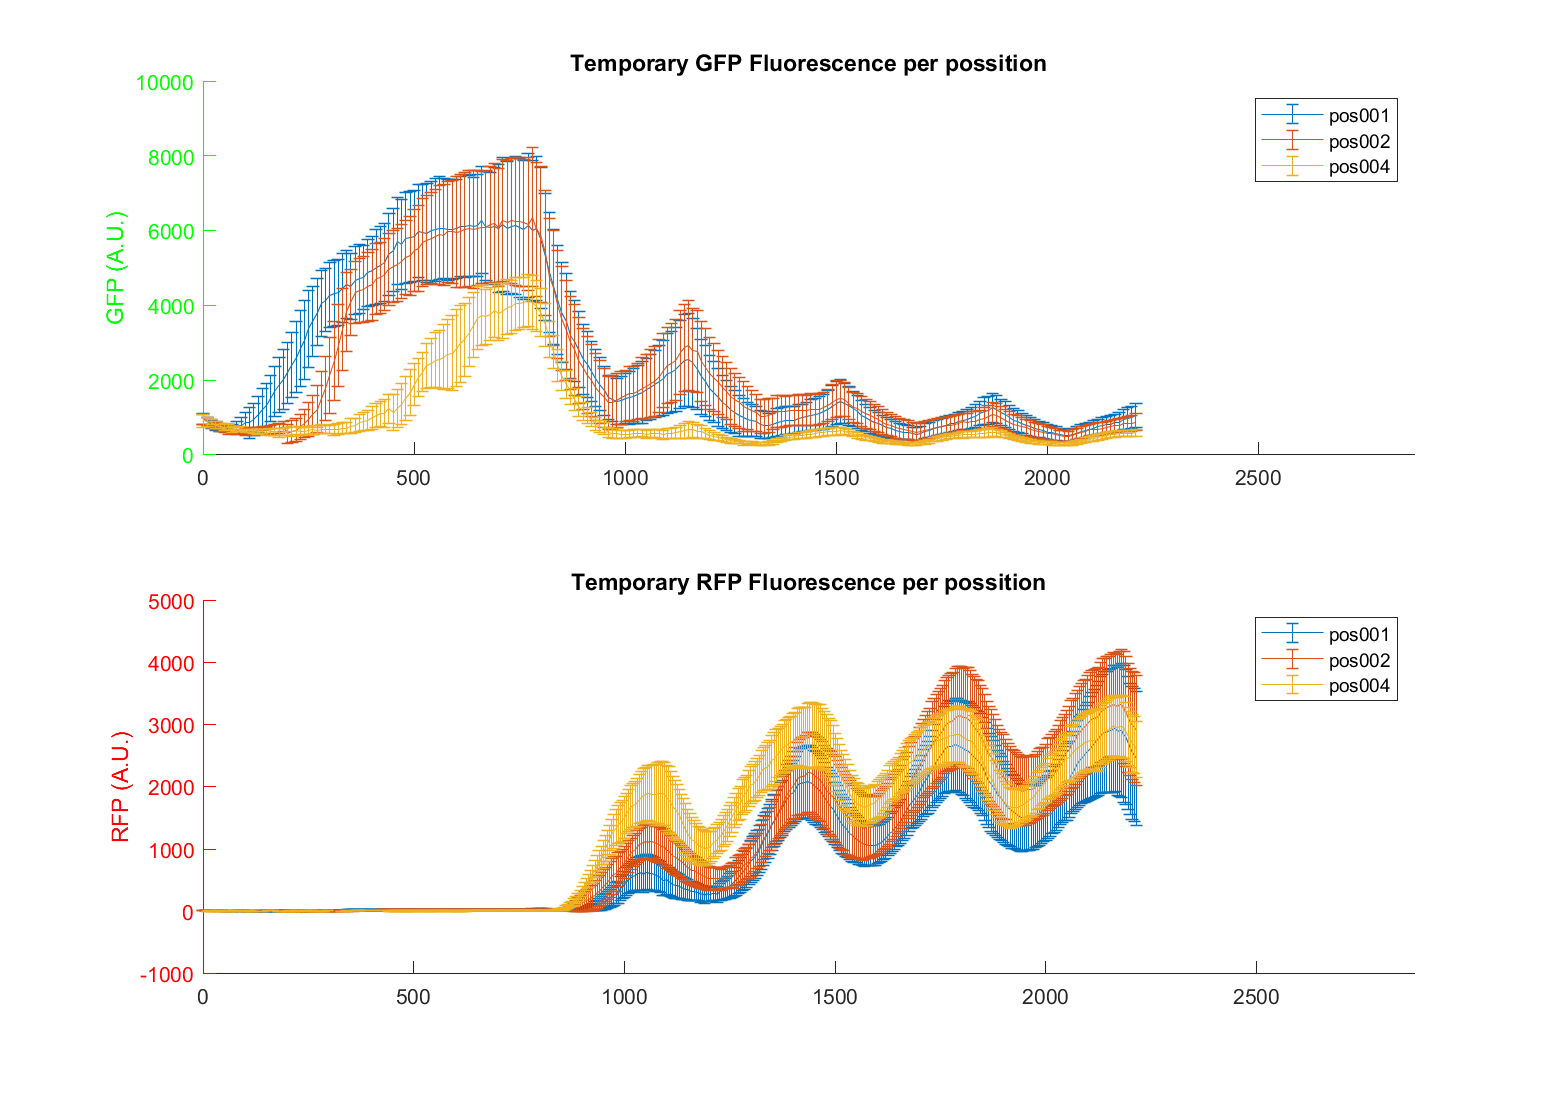 Temporary GFP Fluorescence per possition
10000
8000
6000
4000
2000
0
GFP (A.U.)
pos001
pos002
pos004
0 500 1000 1500 2000 2500
Temporary RFP Fluorescence per possition
5000
4000
3000
2000
1000
0
-1000
RFP (A.U.)
pos001
pos002
pos004
0 500 1000 1500 2000 2500